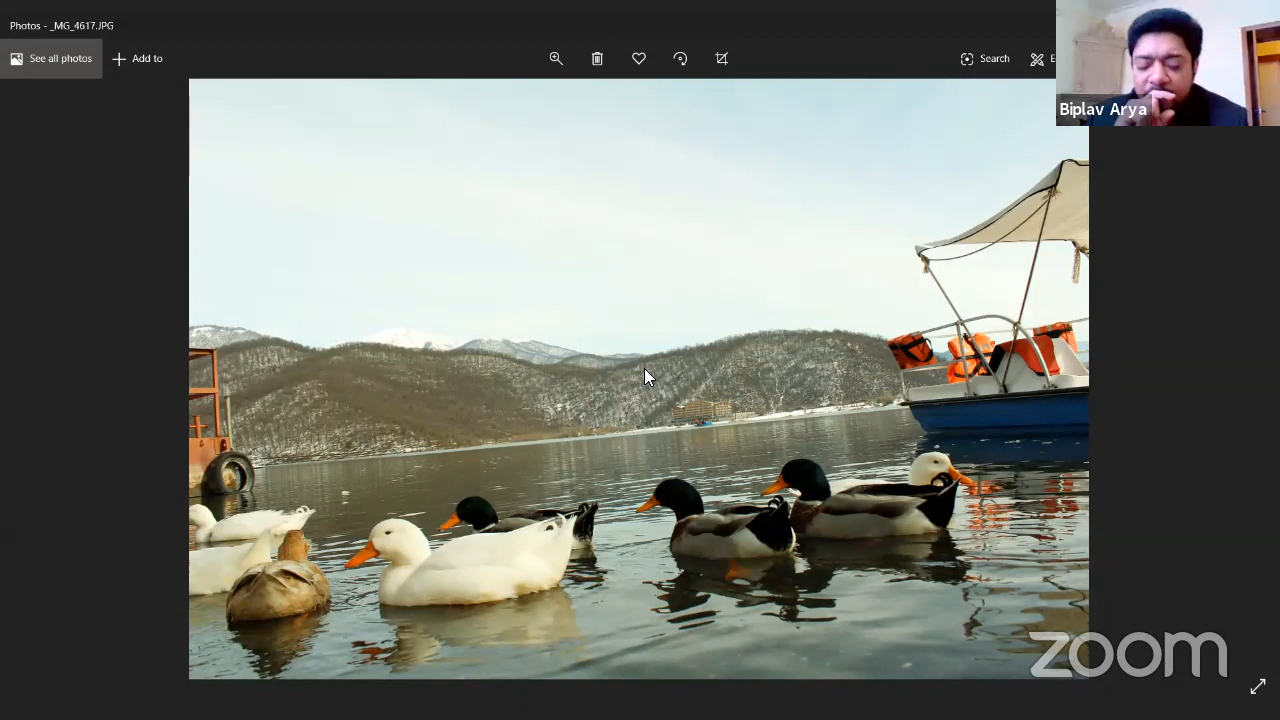 Photos - _MG_4617.JPG
See all photos
Add to
Search
E
Biplav Arya
zoom